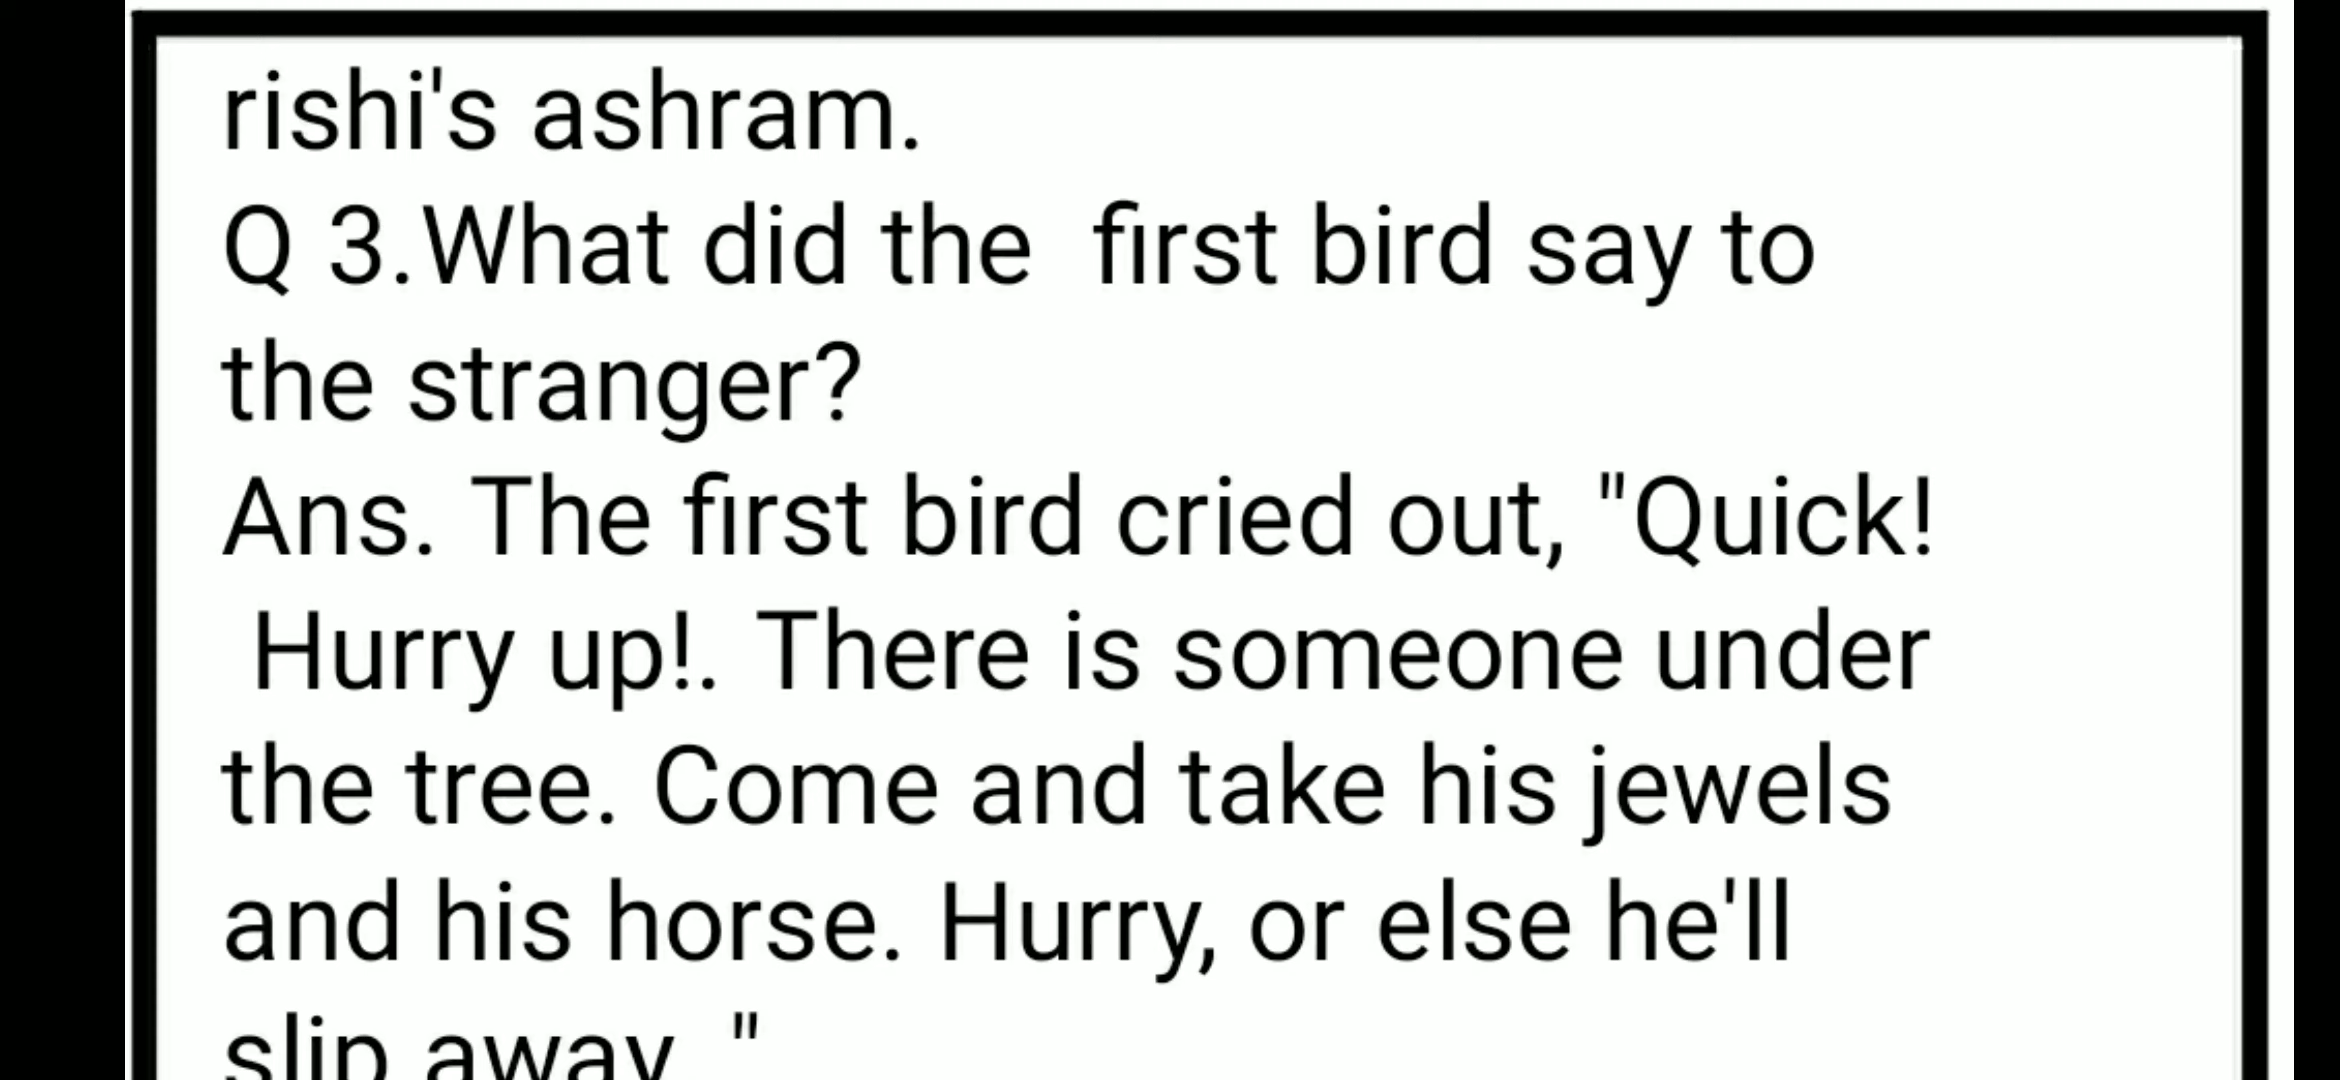 rishi's ashram.
Q 3.What did the  first bird say to
the stranger?
Ans. The first bird cried out, "Quick!
Hurry up!. There is someone under
the tree. Come and take his jewels
and his horse. Hurry, or else he'll
slip away  "